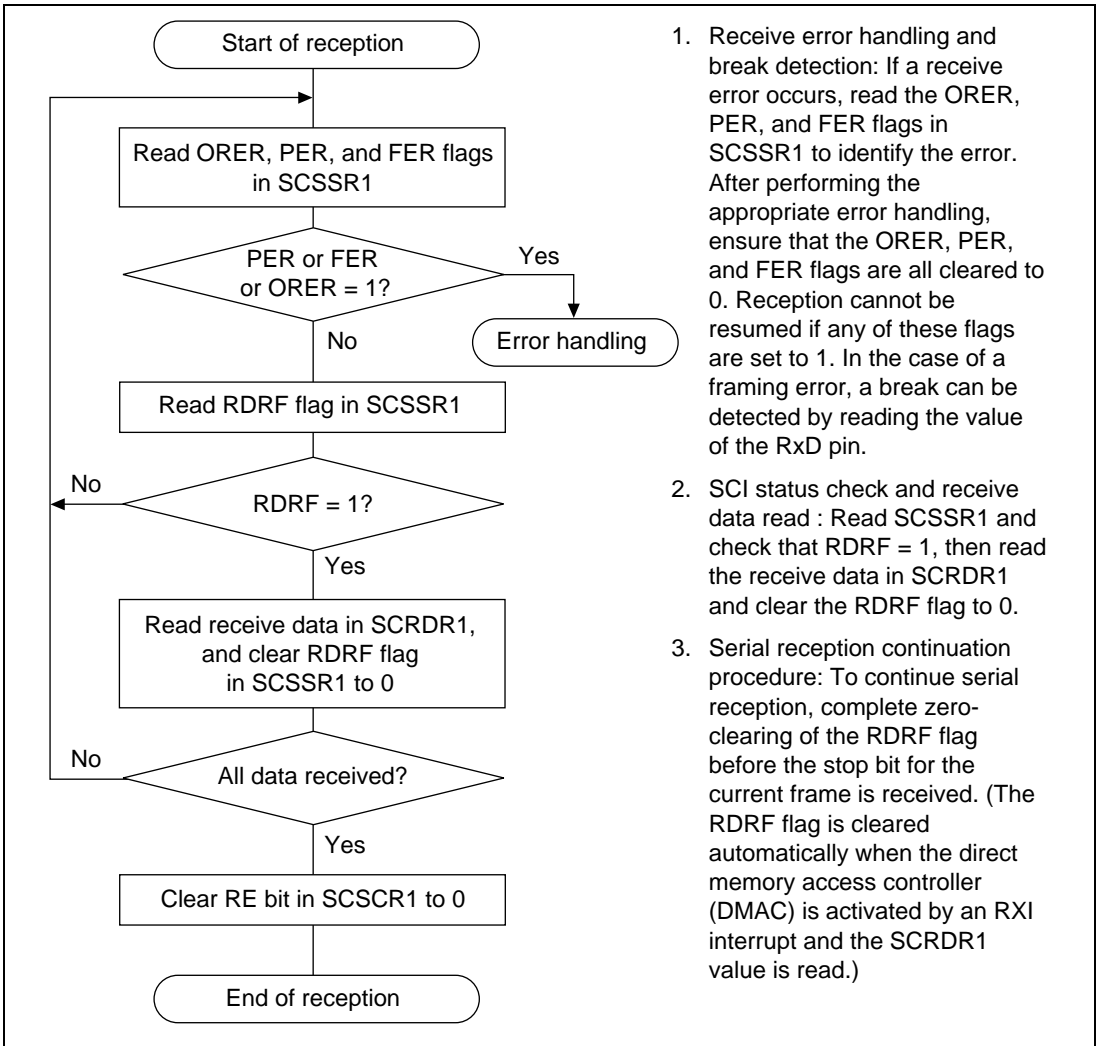 Start of reception
Read ORER, PER, and FER flags
in SCSSR1
PER or FER
or ORER = 1?
Yes
Error handling
No
Read RDRF flag in SCSSR1
No
RDRF = 1?
Yes
Read receive data in SCRDR1,
and clear RDRF flag
in SCSSR1 to 0
No
All data received?
Yes
Clear RE bit in SCSCR1 to 0
End of reception
1. Receive error handling and
break detection: If a receive
error occurs, read the ORER,
PER, and FER flags in
SCSSR1 to identify the error.
After performing the
appropriate error handling,
ensure that the ORER, PER,
and FER flags are all cleared to
0. Reception cannot be
resumed if any of these flags
are set to 1. In the case of a
framing error, a break can be
detected by reading the value
of the RxD pin.
2. SCI status check and receive
data read : Read SCSSR1 and
check that RDRF = 1, then read
the receive data in SCRDR1
and clear the RDRF flag to 0.
3. Serial reception continuation
procedure: To continue serial
reception, complete zero-
clearing of the RDRF flag
before the stop bit for the
current frame is received. (The
RDRF flag is cleared
automatically when the direct
memory access controller
(DMAC) is activated by an RXI
interrupt and the SCRDR1
value is read.)